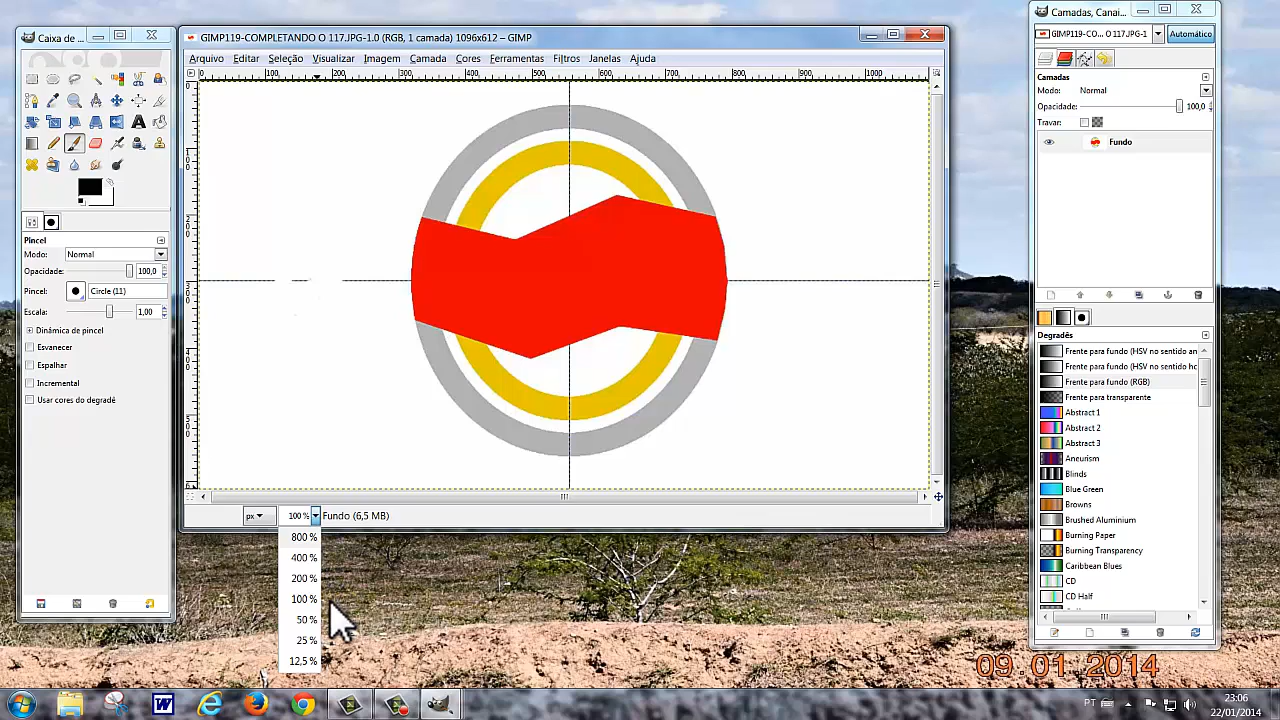 Caixa de ...
GIMP119-COMPLETANDO O 117.JPG-1.0 (RGB, 1 camada) 1096x612 – GIMP
Camadas, Canai...
Arquivo Editar Seleção Visualizar Imagem Camada Cores Ferramentas Filtros Janelas Ajuda
GIMP119-CO... O 117.JPG-1 Automático
0 100 200 300 400 500 600 700 800 900 1000
Camadas
Modo: Normal
Opacidade: 100,0
Travar:
Fundo
Pincel
Modo: Normal
Opacidade: 100,0
Pincel: Circle (11)
Escala: 1,00
Dinâmica de pincel
Esvanecer
Espalhar
Incremental
Usar cores do degradê
Degradês
Frente para fundo (HSV no sentido an
Frente para fundo (HSV no sentido ho
Frente para fundo (RGB)
Frente para transparente
Abstract 1
Abstract 2
Abstract 3
Aneurism
Blinds
Blue Green
Browns
Brushed Aluminium
Burning Paper
Burning Transparency
Caribbean Blues
CD
CD Half
px 100 % Fundo (6,5 MB)
800 %
400 %
200 %
100 %
50 %
25 %
12,5 %
09.01.2014
PT 23:06
22/01/2014